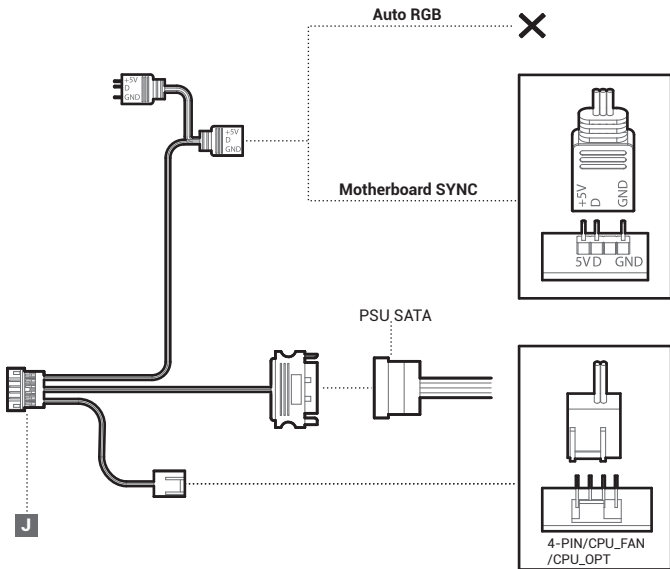 Auto RGB
+5V
D
GND
+5V
D
GND
Motherboard SYNC
+5V
D
GND
5V D GND
PSU SATA
J
4-PIN/CPU_FAN
/CPU_OPT